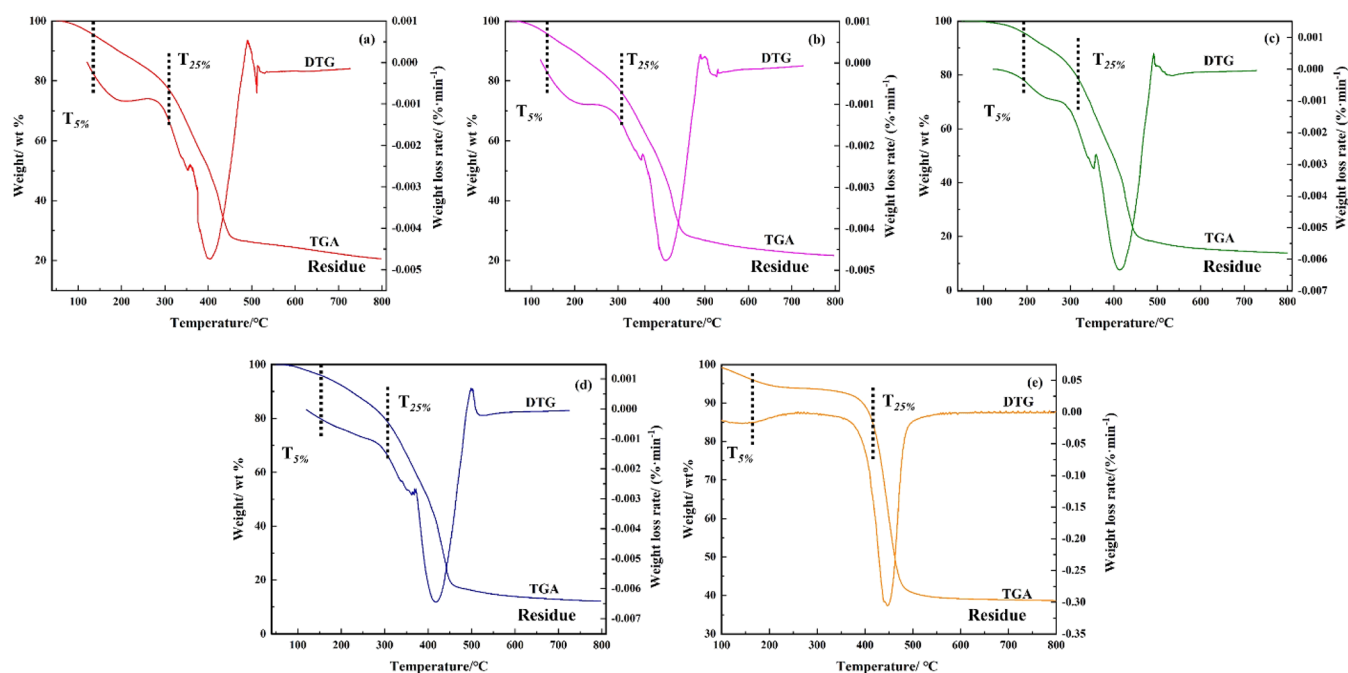 (a)
T5%
T25%
DTG
TGA
Residue
Weight/ wt %
100
80
60
40
20
0.001
0.000
-0.001
-0.002
-0.003
-0.004
-0.005
Weight loss rate/ (%·min-1)
100 200 300 400 500 600 700 800
Temperature/°C
(b)
T5%
T25%
DTG
TGA
Residue
Weight/ wt %
100
80
60
40
20
0.001
0.000
-0.001
-0.002
-0.003
-0.004
-0.005
Weight loss rate/ (%·min-1)
0 100 200 300 400 500 600 700 800
Temperature/°C
(c)
T5%
T25%
DTG
TGA
Residue
Weight/ wt %
100
80
60
40
20
0
0.001
0.000
-0.001
-0.002
-0.003
-0.004
-0.005
-0.006
-0.007
Weight loss rate/ (%·min-1)
0 100 200 300 400 500 600 700 800
Temperature/°C
(d)
T5%
T25%
DTG
TGA
Residue
Weight/ wt %
100
80
60
40
20
0
0.001
0.000
-0.001
-0.002
-0.003
-0.004
-0.005
-0.006
-0.007
Weight loss rate/ (%·min-1)
0 100 200 300 400 500 600 700 800
Temperature/°C
(e)
T5%
T25%
DTG
TGA
Residue
Weight/ wt%
100
95
90
85
80
75
70
65
60
55
50
45
40
35
30
0.05
0.00
-0.05
-0.10
-0.15
-0.20
-0.25
-0.30
-0.35
Weight loss rate/(%·min-1)
100 200 300 400 500 600 700 800
Temperature/ °C